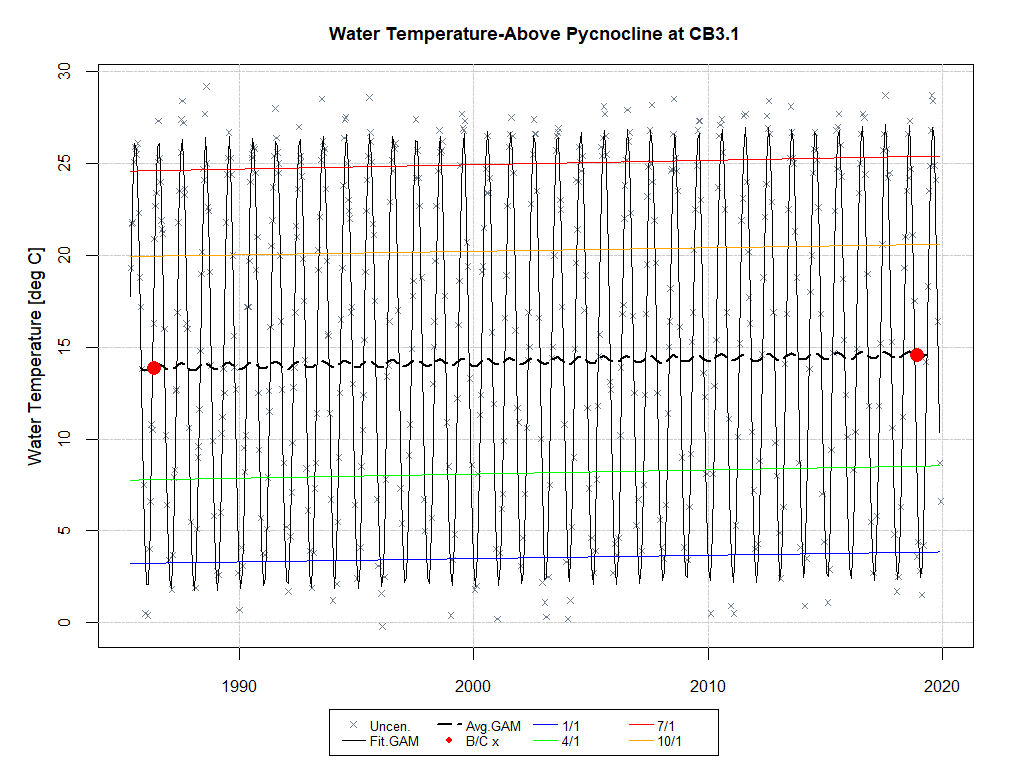 Water Temperature-Above Pycnocline at CB3.1
Water Temperature [deg C]
30
25
20
15
10
5
0
1990 2000 2010 2020
Uncen. Avg.GAM 1/1 7/1
Fit.GAM B/C x 4/1 10/1